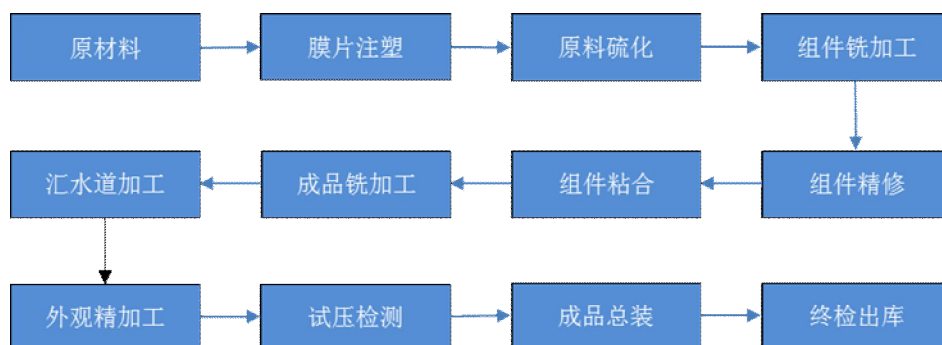 原材料
膜片注塑
原料硫化
组件铣加工
组件精修
组件粘合
成品铣加工
汇水道加工
外观精加工
试压检测
成品总装
终检出库